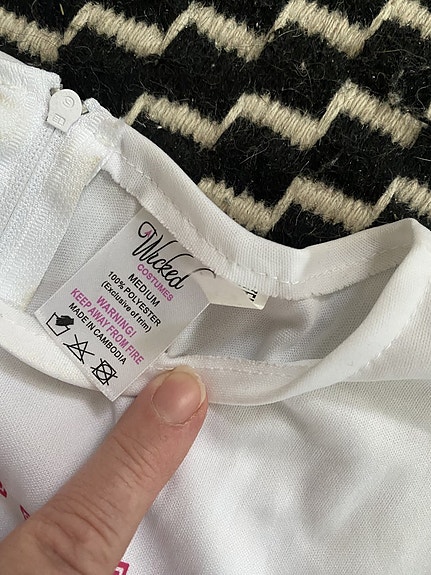 Wicked
COSTUMES
MEDIUM
100% POLYESTER
(Exclusive of trim)
WARNING!
KEEP AWAY FROM FIRE
MADE IN CAMBODIA